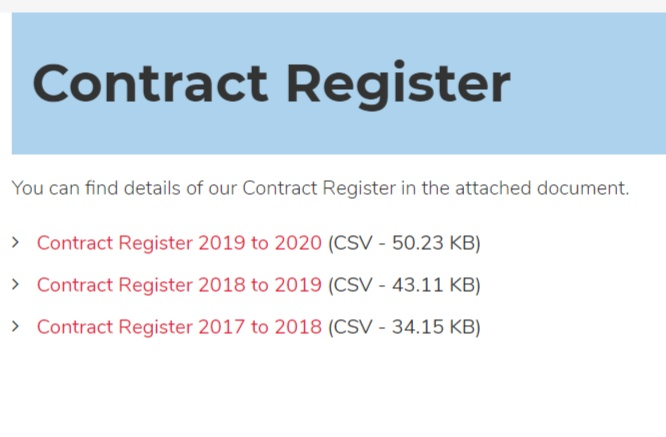 Contract Register
You can find details of our Contract Register in the attached document.
Contract Register 2019 to 2020 (CSV - 50.23 KB)
Contract Register 2018 to 2019 (CSV - 43.11 KB)
Contract Register 2017 to 2018 (CSV - 34.15 KB)